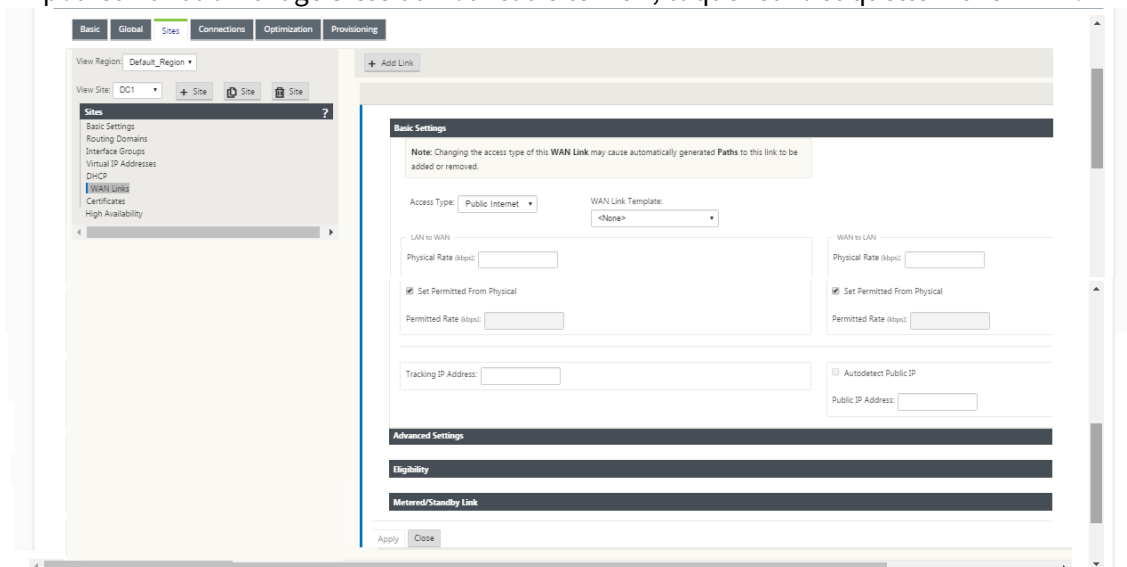 Basic Global Sites Connections Optimization Provisioning
View Region: Default_Region
+ Add Link
View Site: DC1 + Site Site Site
Sites ?
Basic Settings
Routing Domains
Interface Groups
Virtual IP Addresses
DHCP
WAN Links
Certificates
High Availability
Basic Settings
Note: Changing the access type of this WAN Link may cause automatically generated Paths to this link to be
added or removed.
Access Type: Public Internet
WAN Link Template:
<None>
LAN to WAN
Physical Rate (kbps):
Set Permitted From Physical
Permitted Rate (kbps):
WAN to LAN
Physical Rate (kbps):
Set Permitted From Physical
Permitted Rate (kbps):
Tracking IP Address:
Autodetect Public IP
Public IP Address:
Advanced Settings
Eligibility
Metered/Standby Link
Apply Close